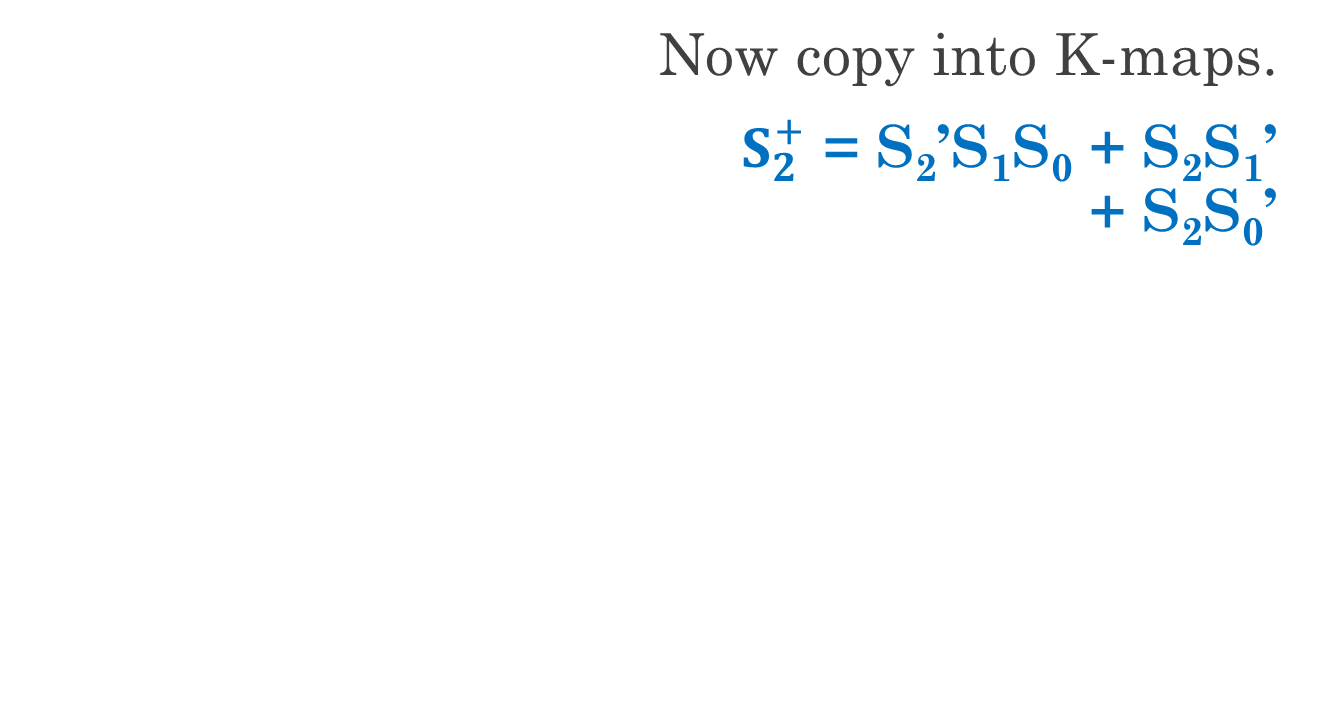 Now copy into K-maps.
S₂⁺ = S₂’S₁S₀ + S₂S₁’
+ S₂S₀’